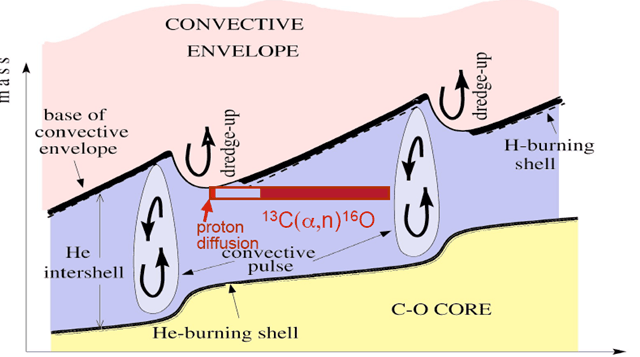 CONVECTIVE
ENVELOPE
mass
dredge-up
dredge-up
base of
convective
envelope
H-burning
shell
proton
diffusion
¹³C(α,n)¹⁶O
He
intershell
convective
pulse
C-O CORE
He-burning shell